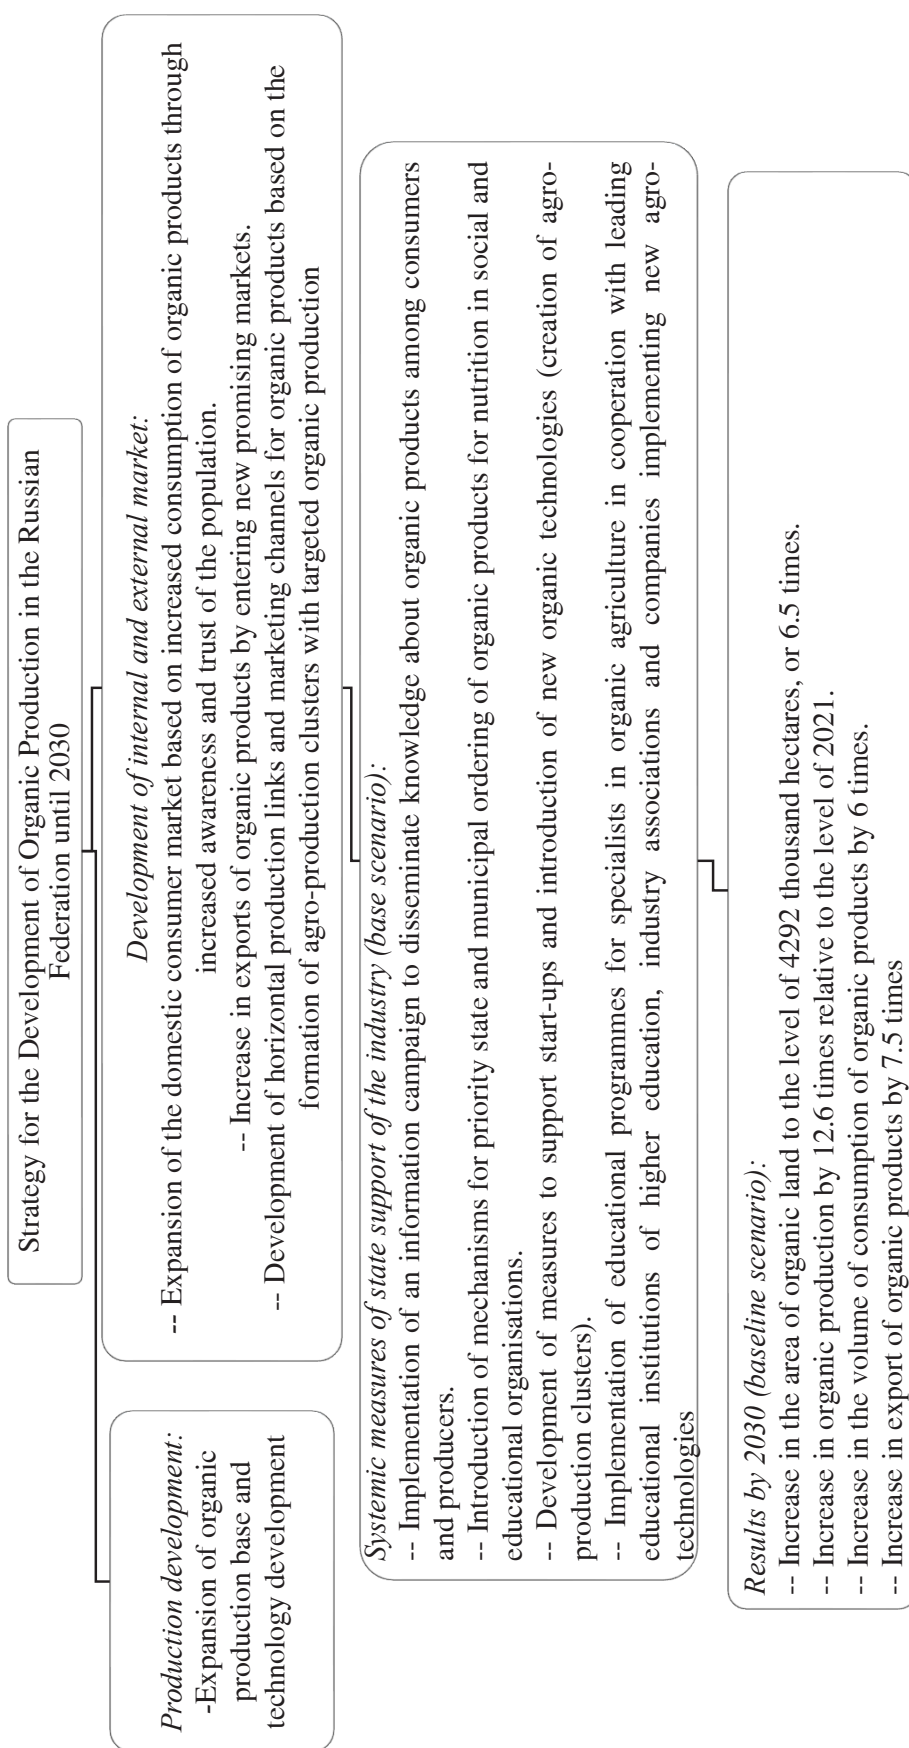 Strategy for the Development of Organic Production in the Russian
Federation until 2030
Production development:
-Expansion of organic
production base and
technology development
Development of internal and external market:
-- Expansion of the domestic consumer market based on increased consumption of organic products through
increased awareness and trust of the population.
-- Increase in exports of organic products by entering new promising markets.
-- Development of horizontal production links and marketing channels for organic products based on the
formation of agro-production clusters with targeted organic production
Systemic measures of state support of the industry (base scenario):
-- Implementation of an information campaign to disseminate knowledge about organic products among consumers
and producers.
-- Introduction of mechanisms for priority state and municipal ordering of organic products for nutrition in social and
educational organisations.
-- Development of measures to support start-ups and introduction of new organic technologies (creation of agro-
production clusters).
-- Implementation of educational programmes for specialists in organic agriculture in cooperation with leading
educational institutions of higher education, industry associations and companies implementing new agro-
technologies
Results by 2030 (baseline scenario):
-- Increase in the area of organic land to the level of 4292 thousand hectares, or 6.5 times.
-- Increase in organic production by 12.6 times relative to the level of 2021.
-- Increase in the volume of consumption of organic products by 6 times.
-- Increase in export of organic products by 7.5 times